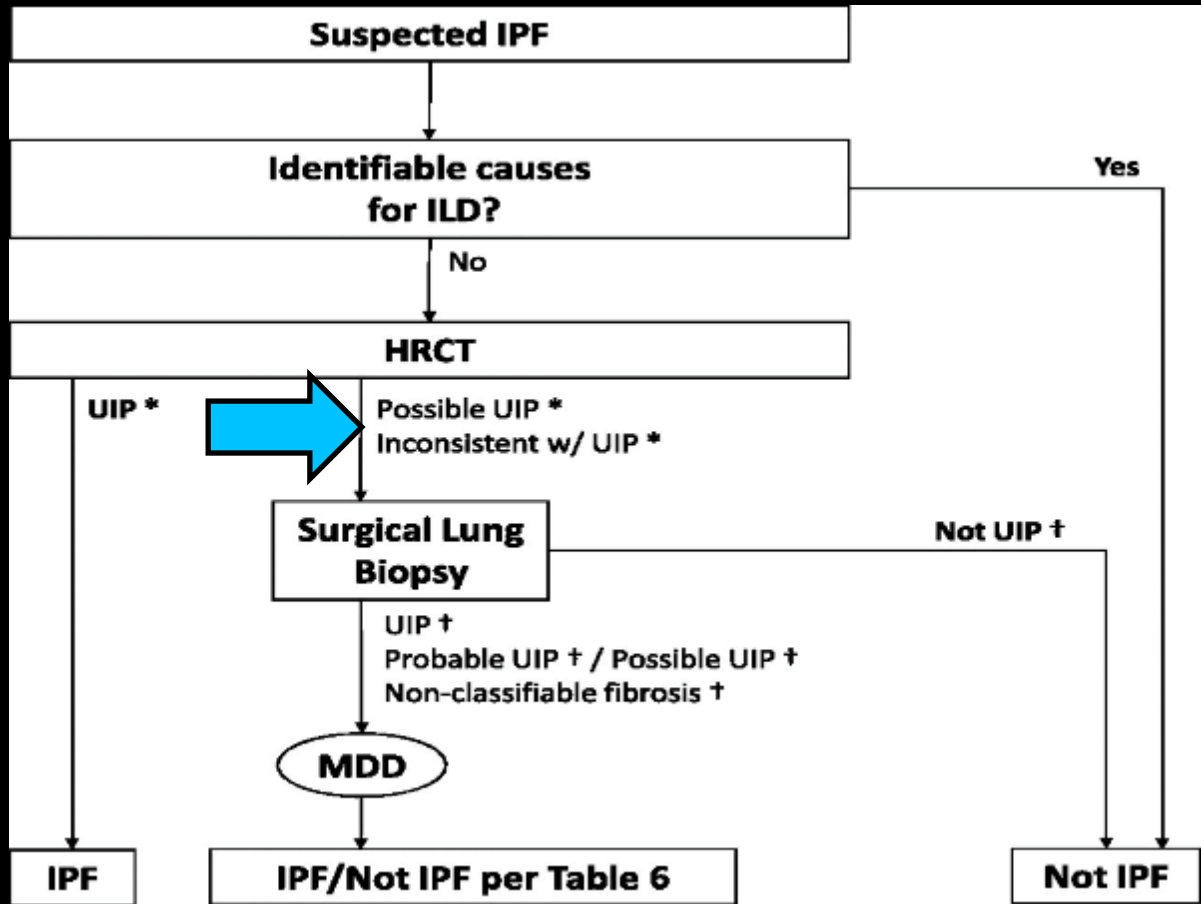 Suspected IPF
Identifiable causes
for ILD?
Yes
No
HRCT
UIP *
Possible UIP *
Inconsistent w/ UIP *
Surgical Lung
Biopsy
Not UIP †
UIP †
Probable UIP † / Possible UIP †
Non-classifiable fibrosis †
MDD
IPF
IPF/Not IPF per Table 6
Not IPF